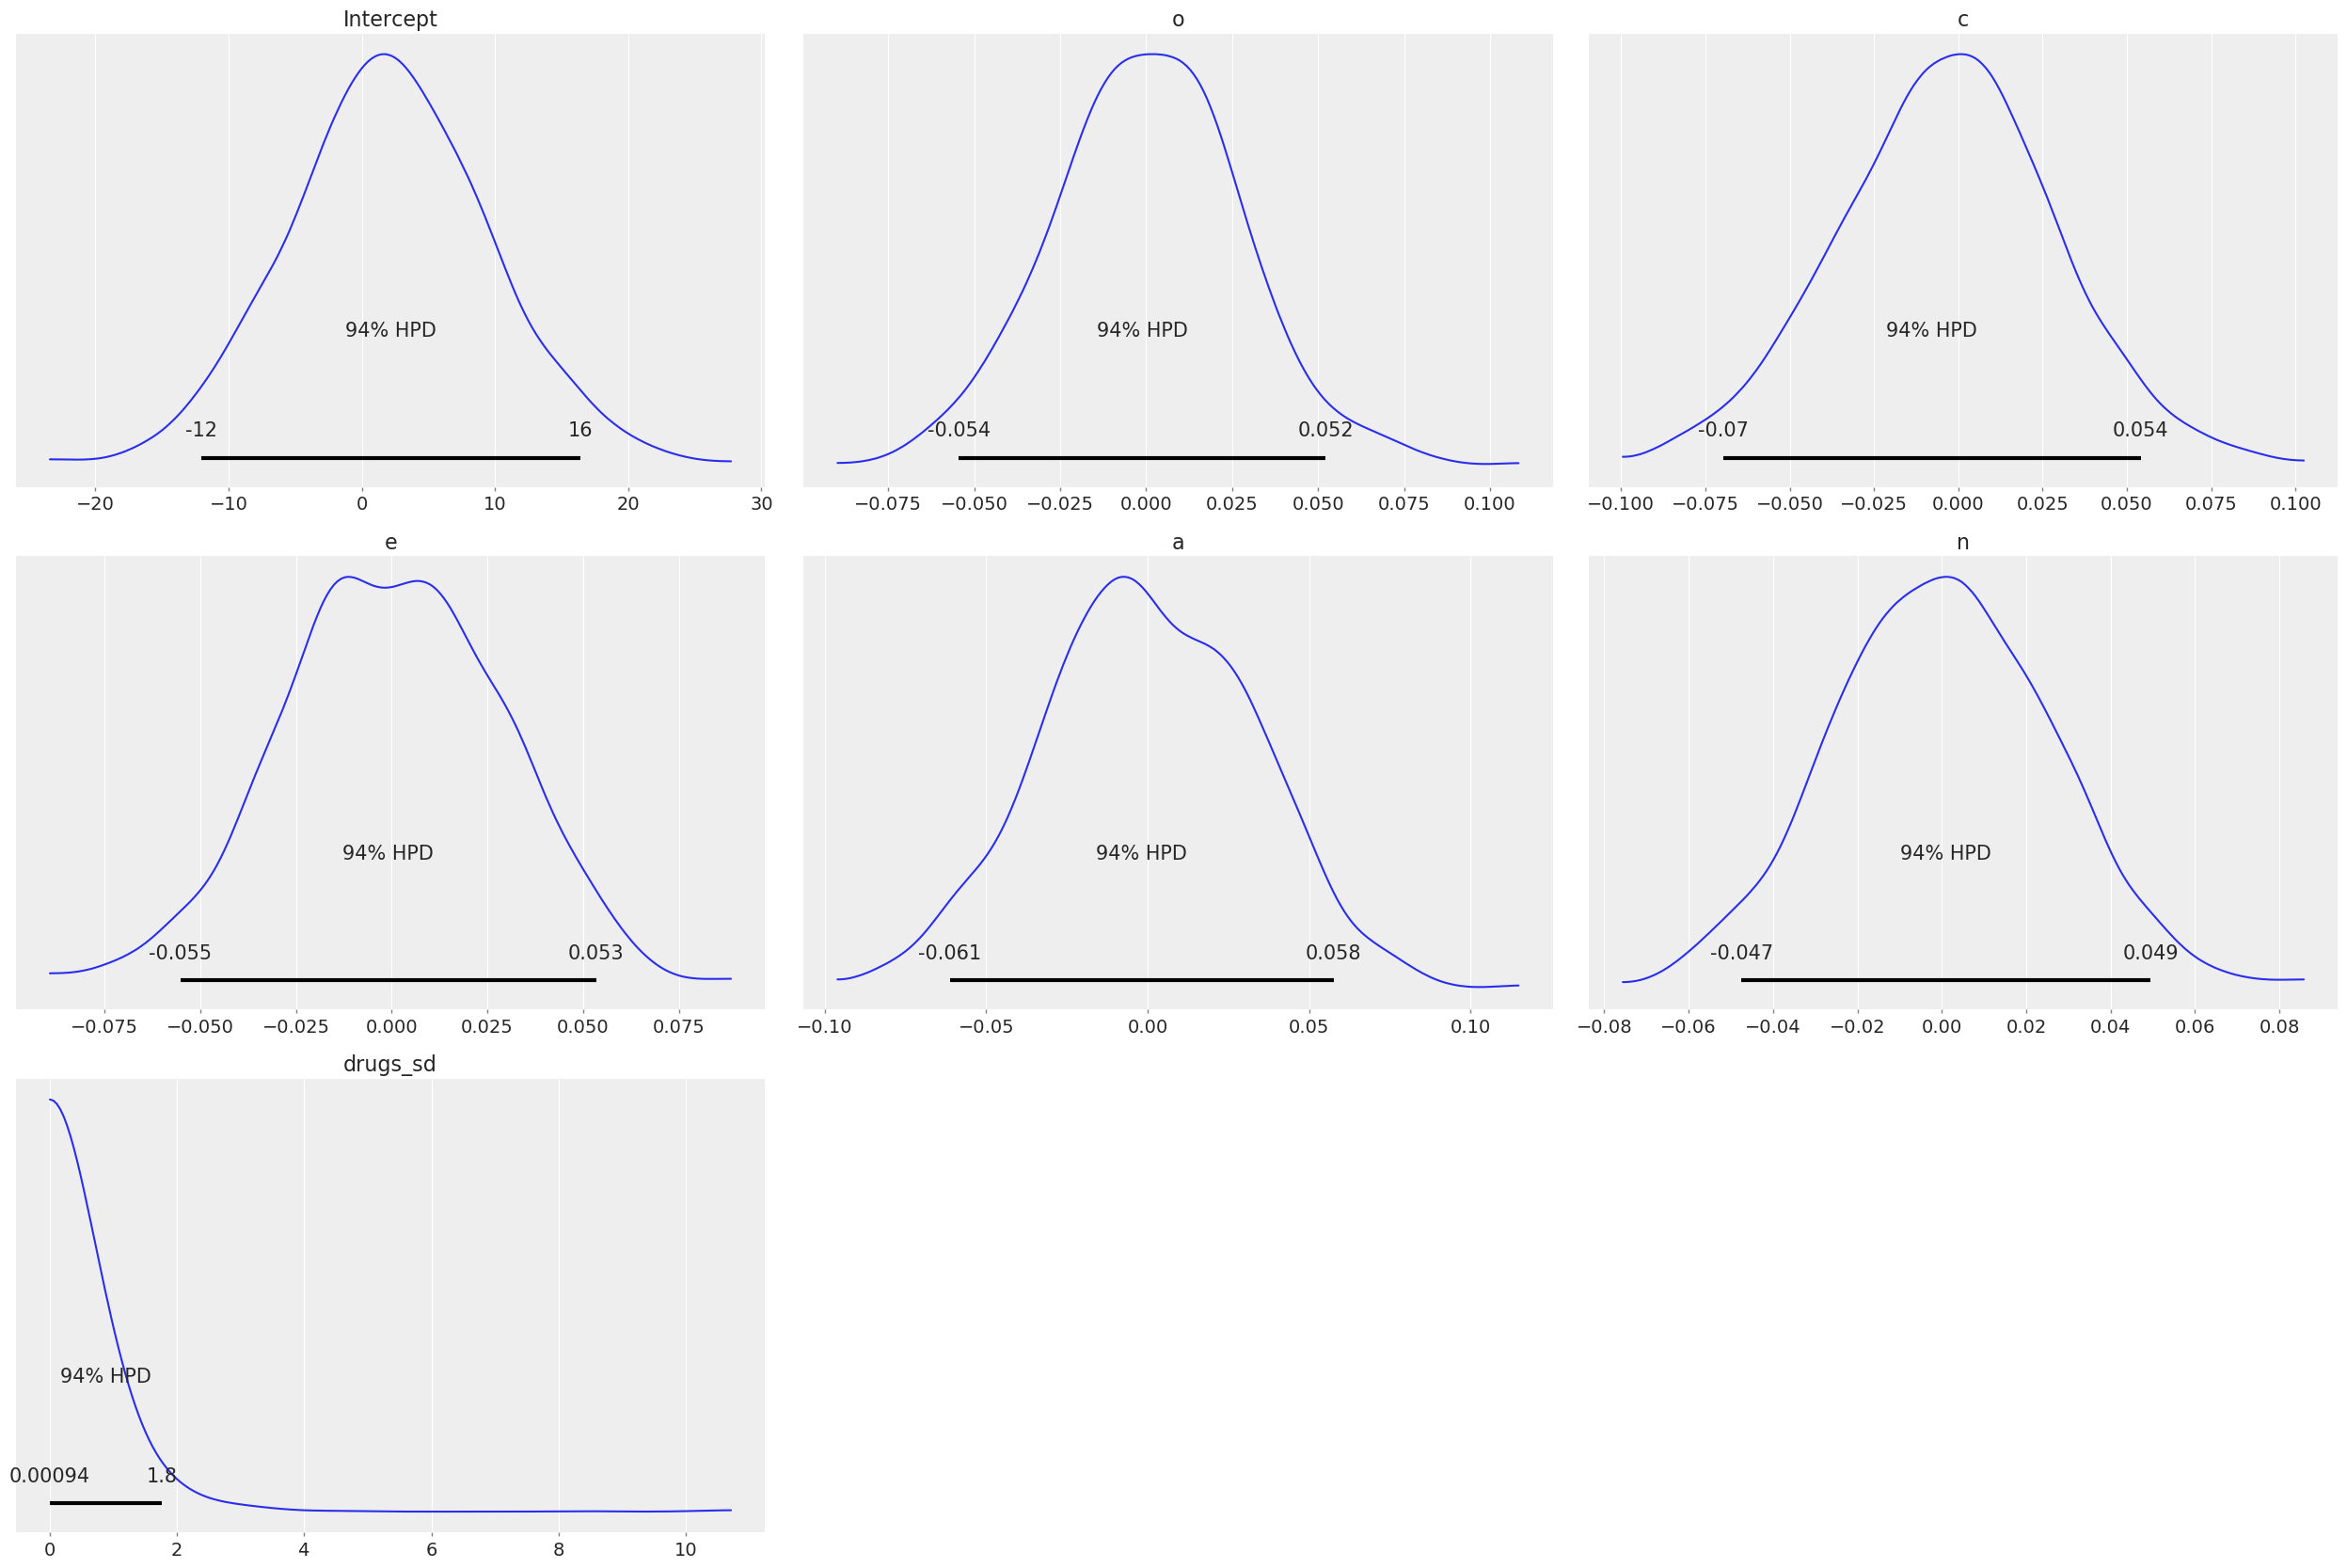 Intercept
94% HPD
-12 16
−20 −10 0 10 20 30
o
94% HPD
-0.054 0.052
−0.075 −0.050 −0.025 0.000 0.025 0.050 0.075 0.100
c
94% HPD
-0.07 0.054
−0.100 −0.075 −0.050 −0.025 0.000 0.025 0.050 0.075 0.100
e
94% HPD
-0.055 0.053
−0.075 −0.050 −0.025 0.000 0.025 0.050 0.075
a
94% HPD
-0.061 0.058
−0.10 −0.05 0.00 0.05 0.10
n
94% HPD
-0.047 0.049
−0.08 −0.06 −0.04 −0.02 0.00 0.02 0.04 0.06 0.08
drugs_sd
94% HPD
0.00094 1.8
0 2 4 6 8 10